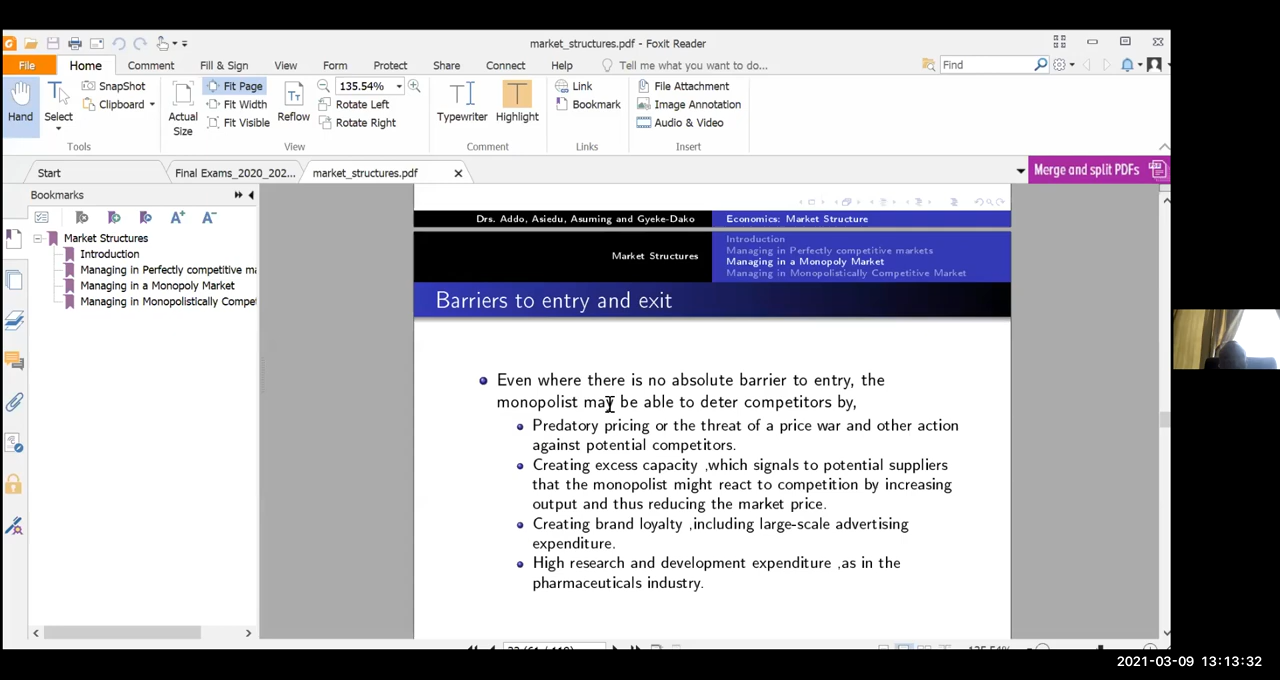 market_structures.pdf - Foxit Reader
File Home Comment Fill & Sign View Form Protect Share Connect Help Tell me what you want to do... Find
SnapShot
Clipboard
Hand Select
Actual Size
Fit Page
Fit Width
Fit Visible
Reflow
135.54%
Rotate Left
Rotate Right
Typewriter Highlight
Link
Bookmark
File Attachment
Image Annotation
Audio & Video
Tools View Comment Links Insert
Start Final Exams_2020_202... market_structures.pdf Merge and split PDFs
Bookmarks
Market Structures
Introduction
Managing in Perfectly competitive ma
Managing in a Monopoly Market
Managing in Monopolistically Compe
Drs. Addo, Asiedu, Asuming and Gyeke-Dako Economics: Market Structure
Market Structures
Introduction
Managing in Perfectly competitive markets
Managing in a Monopoly Market
Managing in Monopolistically Competitive Market
Barriers to entry and exit
Even where there is no absolute barrier to entry, the
monopolist may be able to deter competitors by,
Predatory pricing or the threat of a price war and other action
against potential competitors.
Creating excess capacity ,which signals to potential suppliers
that the monopolist might react to competition by increasing
output and thus reducing the market price.
Creating brand loyalty ,including large-scale advertising
expenditure.
High research and development expenditure ,as in the
pharmaceuticals industry.
2021-03-09 13:13:32